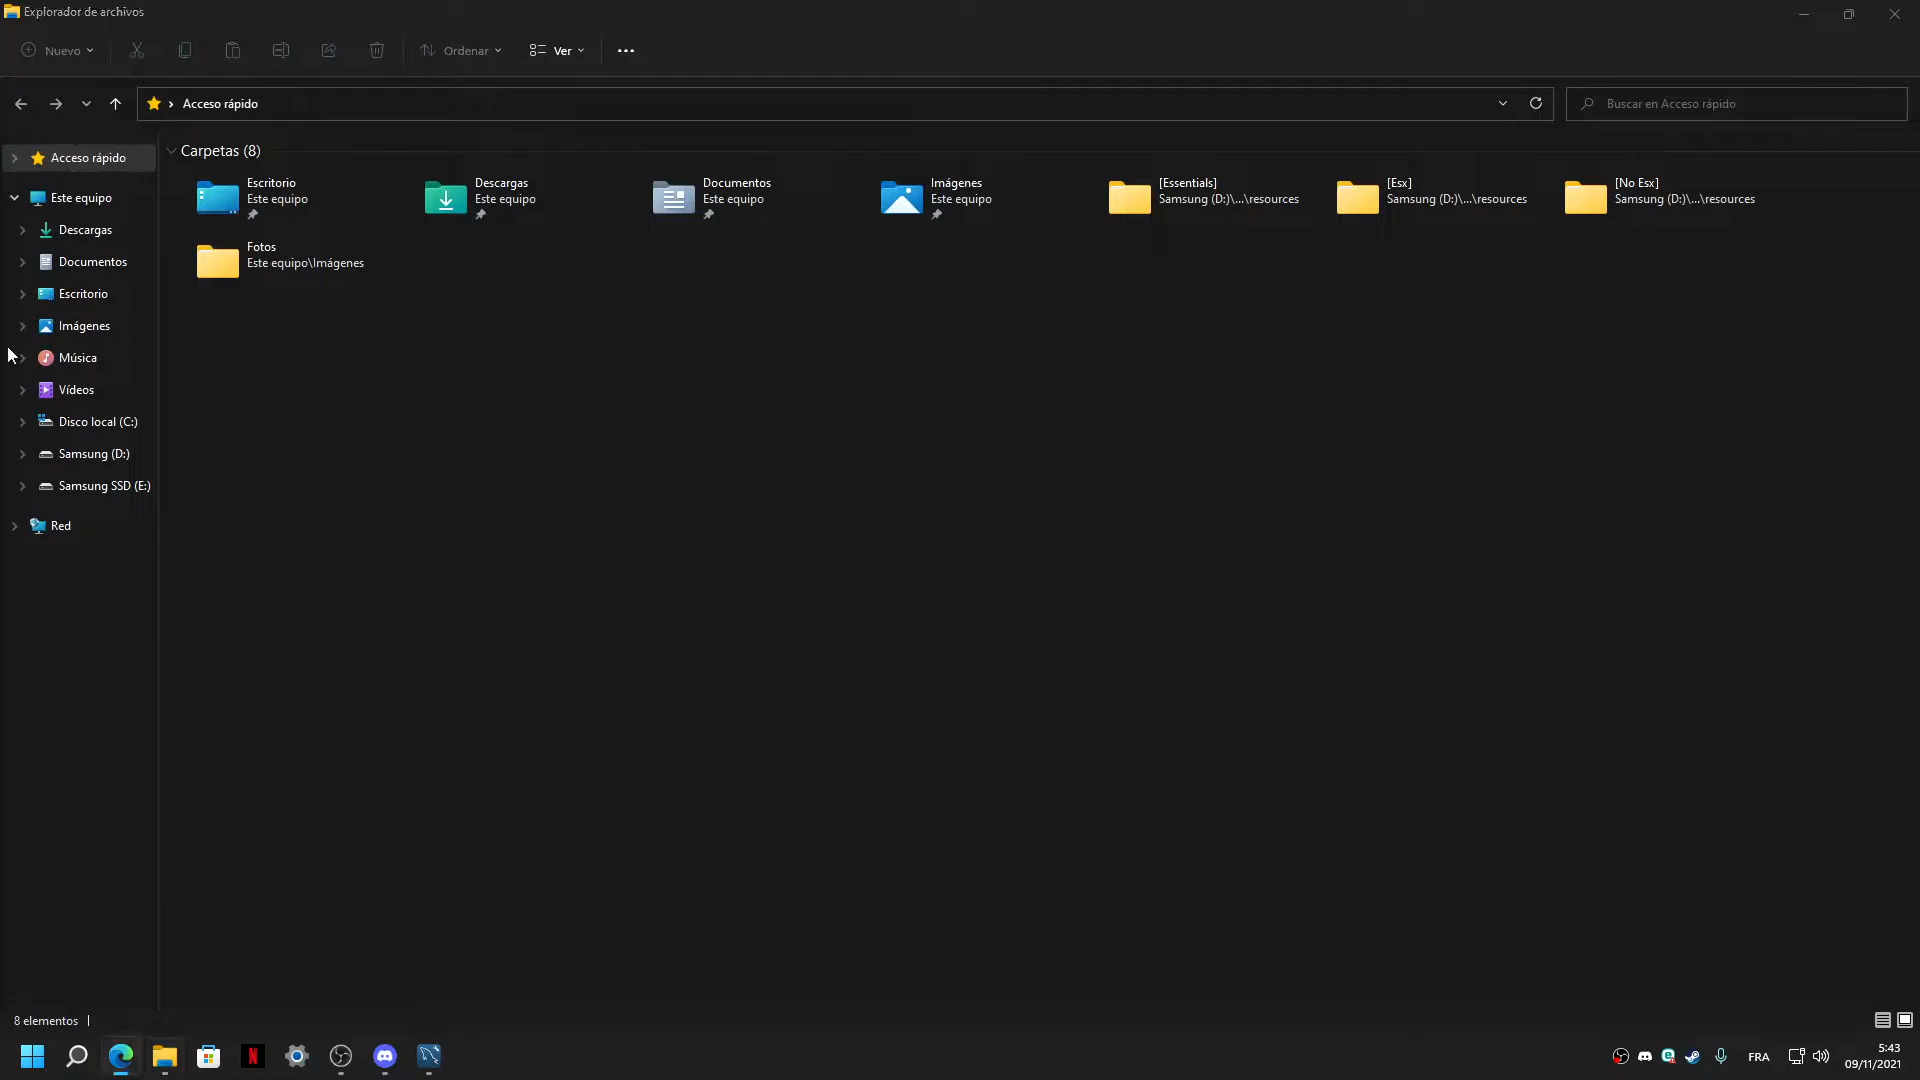 Explorador de archivos
Nuevo
Ordenar
Ver
Acceso rápido
Buscar en Acceso rápido
Acceso rápido
Este equipo
Descargas
Documentos
Escritorio
Imágenes
Música
Vídeos
Disco local (C:)
Samsung (D:)
Samsung SSD (E:)
Red
Carpetas (8)
Escritorio
Este equipo
Descargas
Este equipo
Documentos
Este equipo
Imágenes
Este equipo
[Essentials]
Samsung (D:)\...\resources
[Esx]
Samsung (D:)\...\resources
[No Esx]
Samsung (D:)\...\resources
Fotos
Este equipo\Imágenes
8 elementos
N
FRA
5:43
09/11/2021